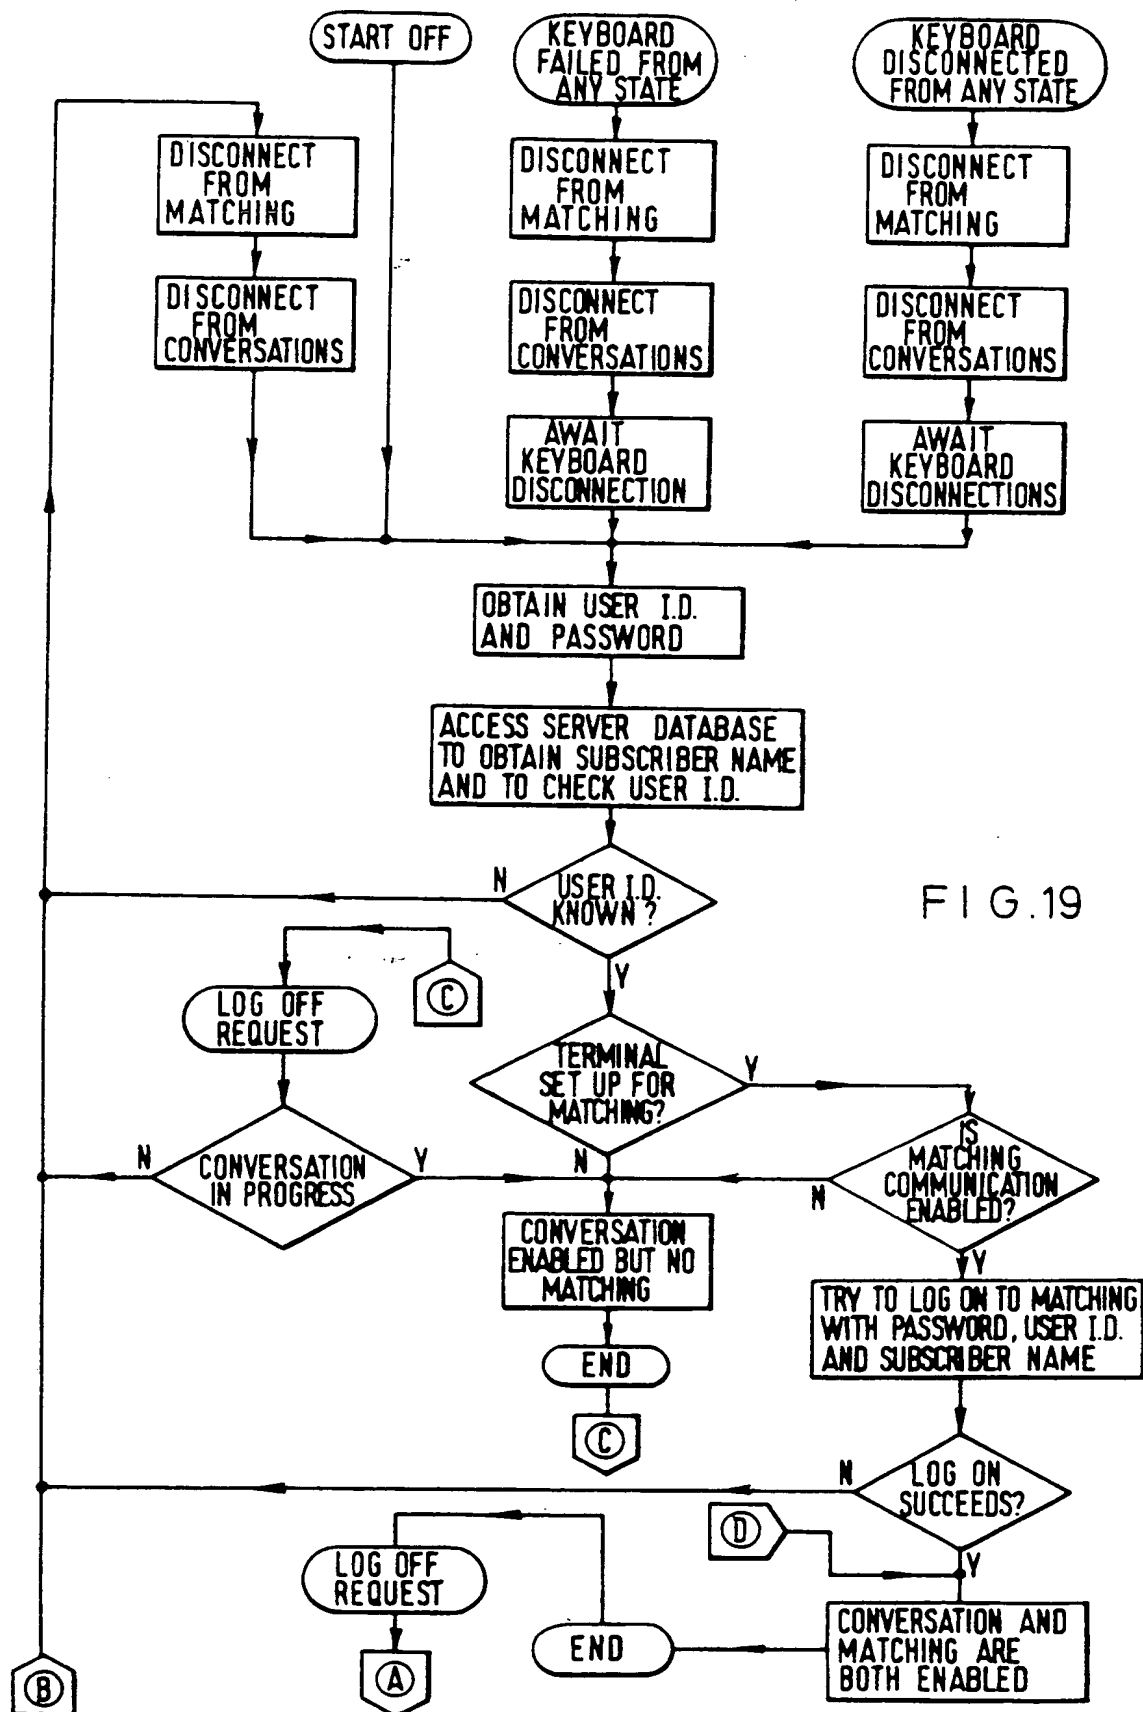 START OFF
KEYBOARD
FAILED FROM
ANY STATE
KEYBOARD
DISCONNECTED
FROM ANY STATE
DISCONNECT
FROM
MATCHING
DISCONNECT
FROM
MATCHING
DISCONNECT
FROM
MATCHING
DISCONNECT
FROM
CONVERSATIONS
DISCONNECT
FROM
CONVERSATIONS
DISCONNECT
FROM
CONVERSATIONS
AWAIT
KEYBOARD
DISCONNECTION
AWAIT
KEYBOARD
DISCONNECTIONS
OBTAIN USER I.D.
AND PASSWORD
ACCESS SERVER DATABASE
TO OBTAIN SUBSCRIBER NAME
AND TO CHECK USER I.D.
N
USER I.D.
KNOWN ?
Y
FIG.19
C
LOG OFF
REQUEST
TERMINAL
SET UP FOR
MATCHING?
Y
N
N
CONVERSATION
IN PROGRESS
Y
IS
MATCHING
COMMUNICATION
ENABLED?
N
Y
CONVERSATION
ENABLED BUT NO
MATCHING
TRY TO LOG ON TO MATCHING
WITH PASSWORD, USER I.D.
AND SUBSCRIBER NAME
END
C
N
LOG ON
SUCCEEDS?
Y
D
LOG OFF
REQUEST
CONVERSATION AND
MATCHING ARE
BOTH ENABLED
END
B
A